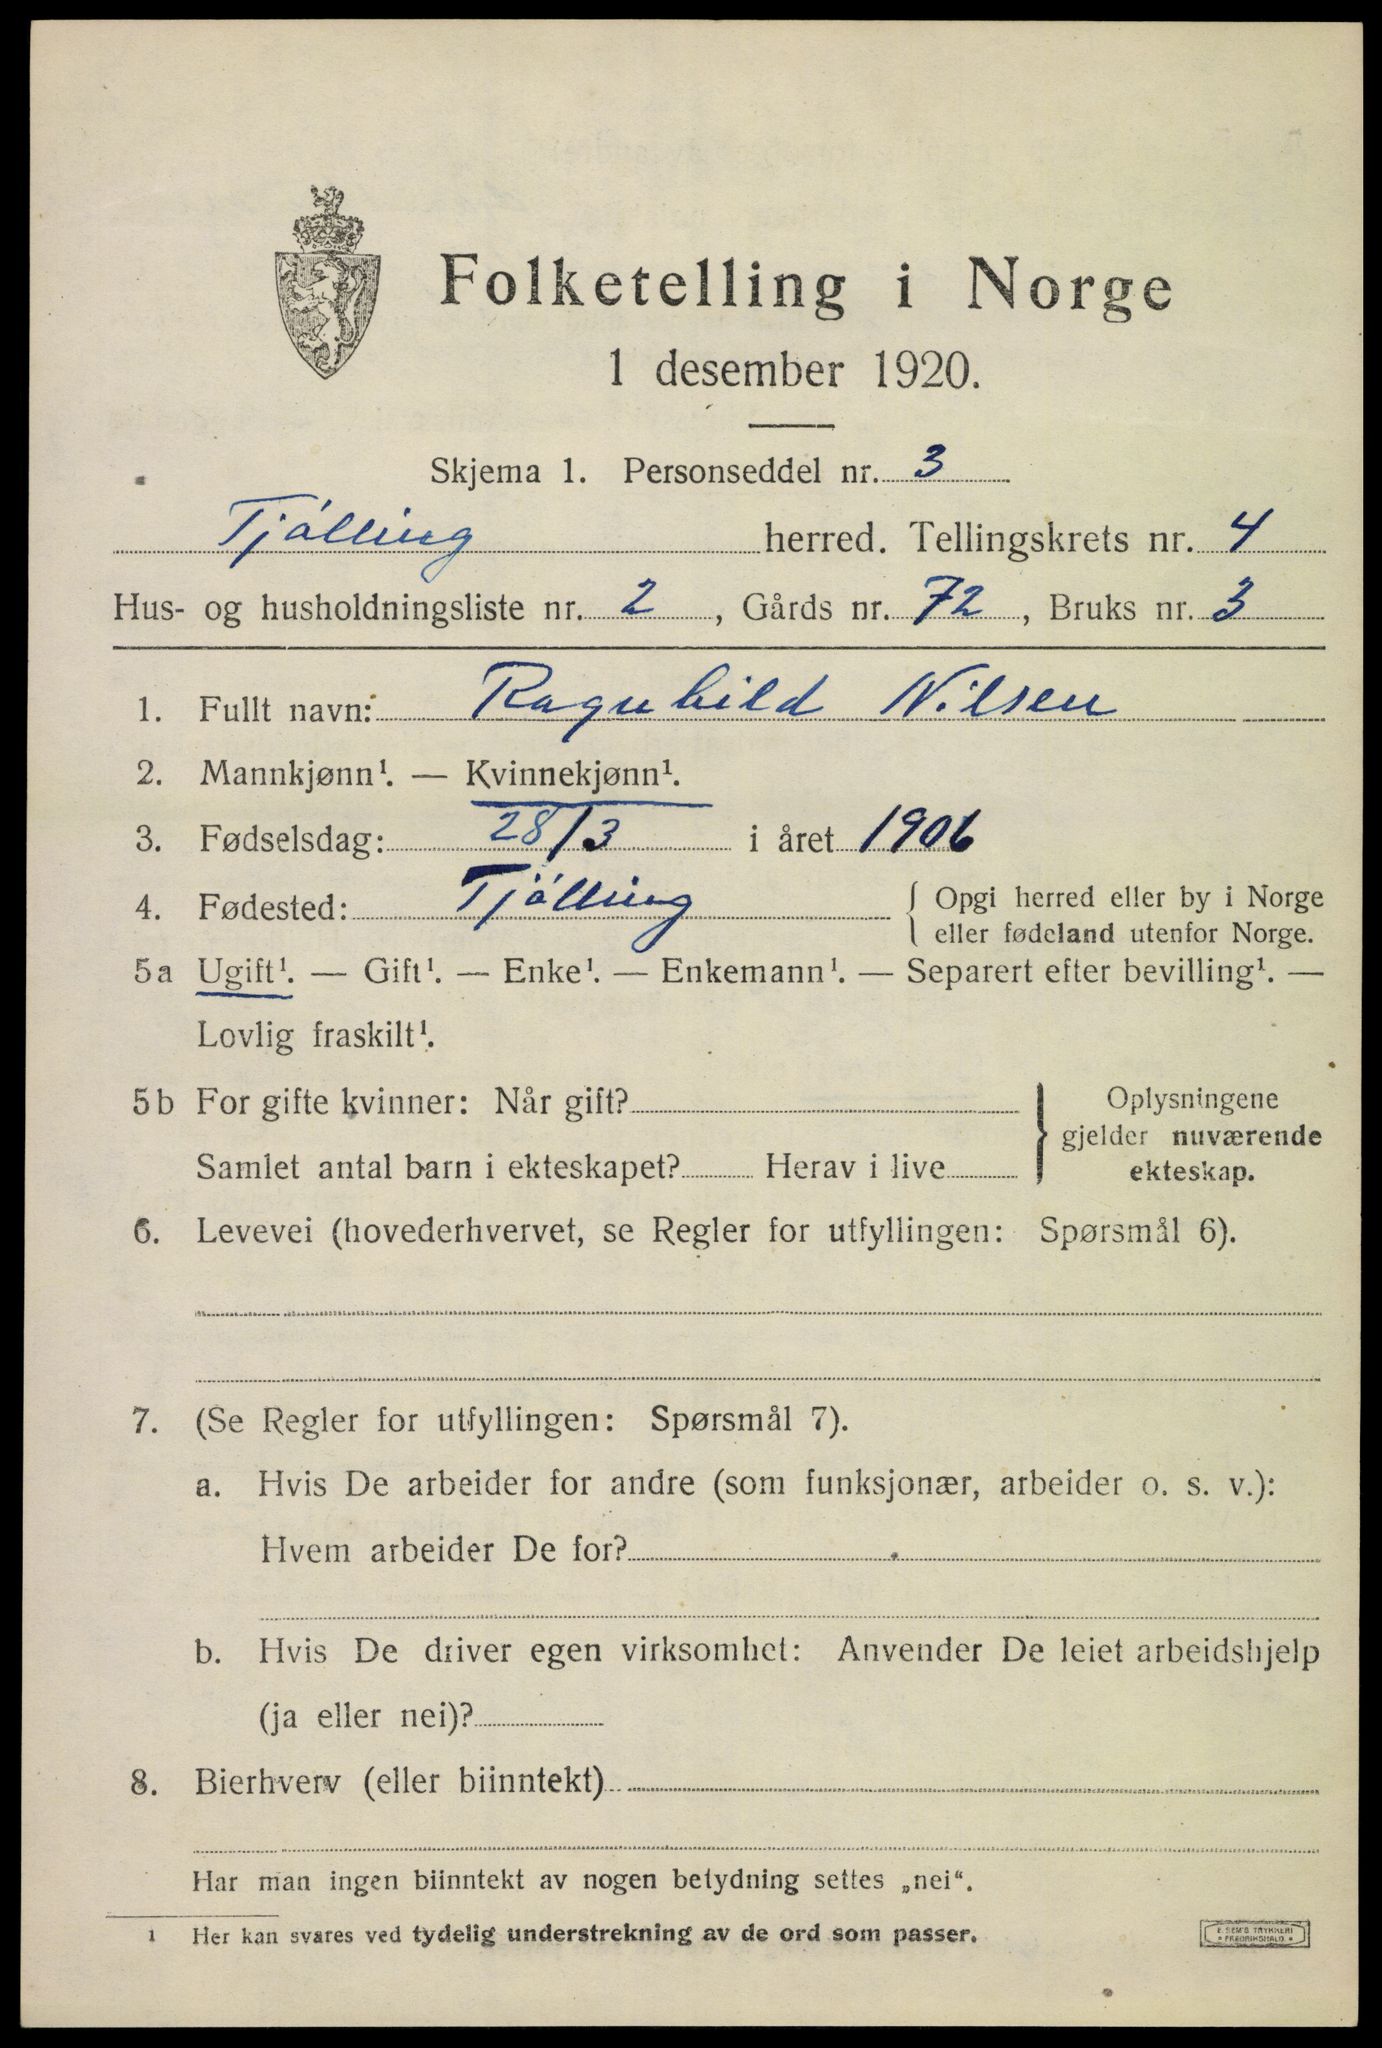 Folketelling i Norge
1 desember 1920.
Skjema 1. Personseddel nr. 3
Tjölling herred. Tellingskrets nr. 4
Hus- og husholdningsliste nr. 2, Gårds nr. 72, Bruks nr. 3
1. Fullt navn: Ragnhild Nilsen
2. Mannkjønn¹. — Kvinnekjønn¹.
3. Fødselsdag: 28/3 i året 1906
4. Fødested: Tjölling { Opgi herred eller by i Norge
eller fødeland utenfor Norge.
5a Ugift¹. — Gift¹. — Enke¹. — Enkemann¹. — Separert efter bevilling¹. —
Lovlig fraskilt¹.
5b For gifte kvinner: Når gift? } Oplysningene
gjelder nuværende
Samlet antal barn i ekteskapet? Herav i live ekteskap.
6. Levevei (hovederhvervet, se Regler for utfyllingen: Spørsmål 6).
7. (Se Regler for utfyllingen: Spørsmål 7).
a. Hvis De arbeider for andre (som funksjonær, arbeider o. s. v.):
Hvem arbeider De for?
b. Hvis De driver egen virksomhet: Anvender De leiet arbeidshjelp
(ja eller nei)?
8. Bierhverv (eller biinntekt)
Har man ingen biinntekt av nogen betydning settes „nei“.
1 Her kan svares ved tydelig understrekning av de ord som passer.
E. SEM'S TRYKKERI
FREDRIKSHALD.